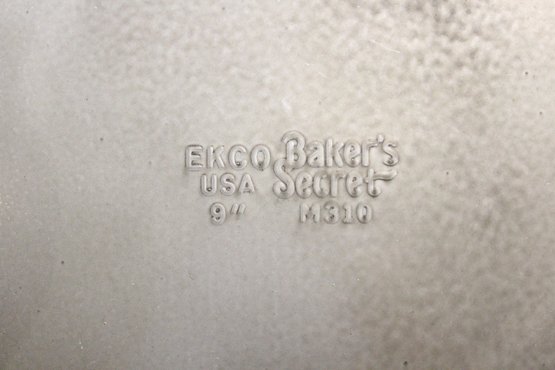 EKCO Baker's
USA Secret
9" M310